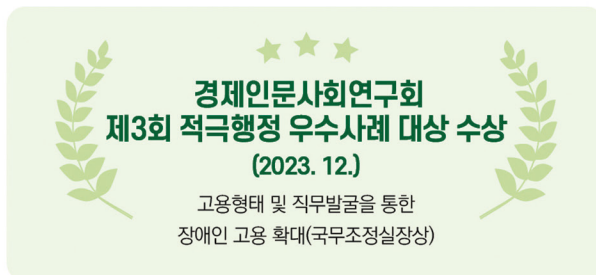 경제인문사회연구회
제3회 적극행정 우수사례 대상 수상
(2023. 12.)
고용형태 및 직무발굴을 통한
장애인 고용 확대(국무조정실장상)